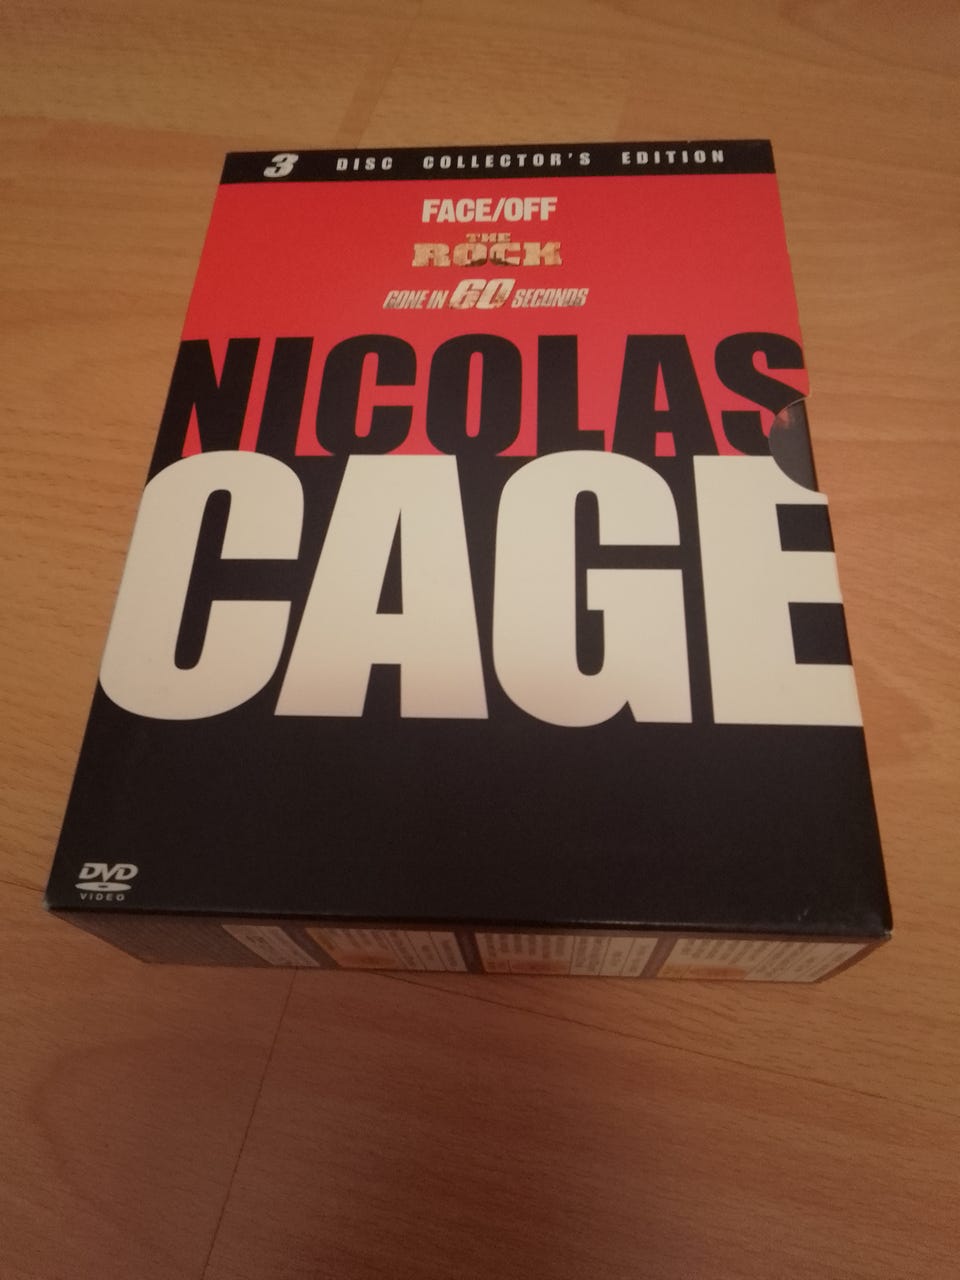 3 DISC COLLECTOR'S EDITION
FACE/OFF
THE
ROCK
GONE IN 60 SECONDS
NICOLAS
CAGE
DVD
VIDEO